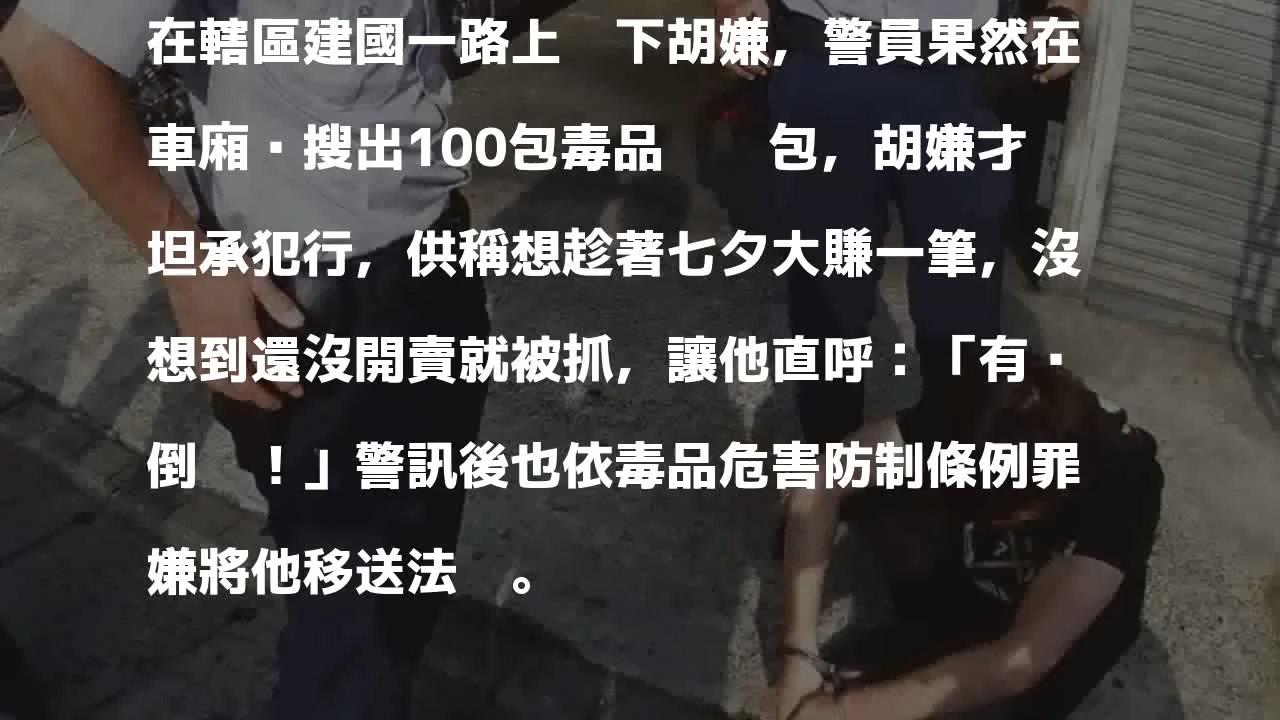 在轄區建國一路上　下胡嫌，警員果然在
車廂·搜出100包毒品　　包，胡嫌才
坦承犯行，供稱想趁著七夕大賺一筆，沒
想到還沒開賣就被抓，讓他直呼：「有·
倒　！」警訊後也依毒品危害防制條例罪
嫌將他移送法　。